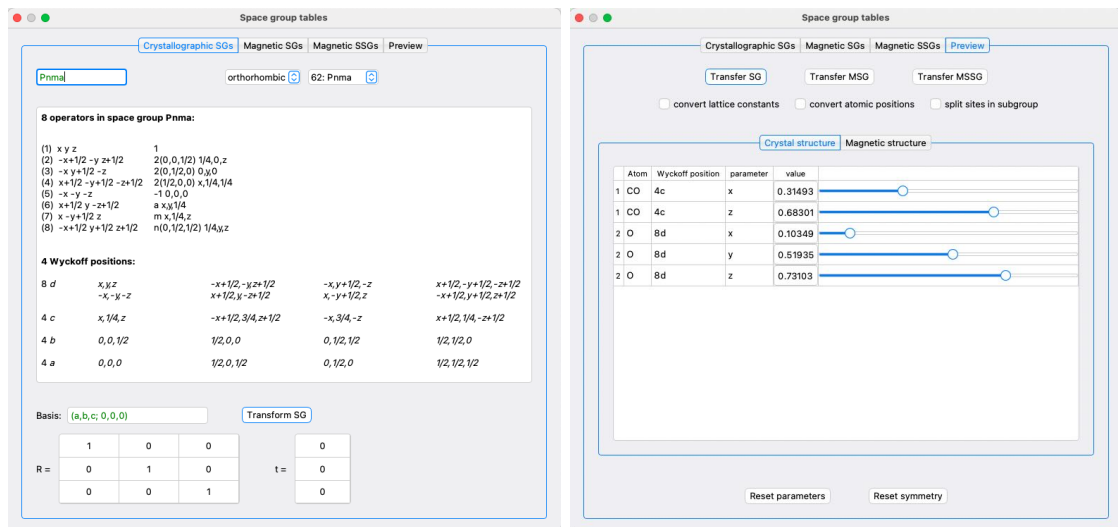 Space group tables
Crystallographic SGs Magnetic SGs Magnetic SSGs Preview
Pnma orthorhombic 62: Pnma
8 operators in space group Pnma:
(1) x y z 1
(2) -x+1/2 -y z+1/2 2(0,0,1/2) 1/4,0,z
(3) -x y+1/2 -z 2(0,1/2,0) 0,y,0
(4) x+1/2 -y+1/2 -z+1/2 2(1/2,0,0) x,1/4,1/4
(5) -x -y -z -1 0,0,0
(6) x+1/2 y -z+1/2 a x,y,1/4
(7) x -y+1/2 z m x,1/4,z
(8) -x+1/2 y+1/2 z+1/2 n(0,1/2,1/2) 1/4,y,z
4 Wyckoff positions:
8 d x,y,z -x+1/2,-y,z+1/2 -x,y+1/2,-z x+1/2,-y+1/2,-z+1/2
-x,-y,-z x+1/2,y,-z+1/2 x,-y+1/2,z -x+1/2,y+1/2,z+1/2
4 c x,1/4,z -x+1/2,3/4,z+1/2 -x,3/4,-z x+1/2,1/4,-z+1/2
4 b 0,0,1/2 1/2,0,0 0,1/2,1/2 1/2,1/2,0
4 a 0,0,0 1/2,0,1/2 0,1/2,0 1/2,1/2,1/2
Basis: (a,b,c; 0,0,0) Transform SG
1 0 0 0
R = 0 1 0 t = 0
0 0 1 0
Space group tables
Crystallographic SGs Magnetic SGs Magnetic SSGs Preview
Transfer SG Transfer MSG Transfer MSSG
convert lattice constants convert atomic positions split sites in subgroup
Crystal structure Magnetic structure
Atom Wyckoff position parameter value
1 CO 4c x 0.31493
1 CO 4c z 0.68301
2 O 8d x 0.10349
2 O 8d y 0.51935
2 O 8d z 0.73103
Reset parameters Reset symmetry